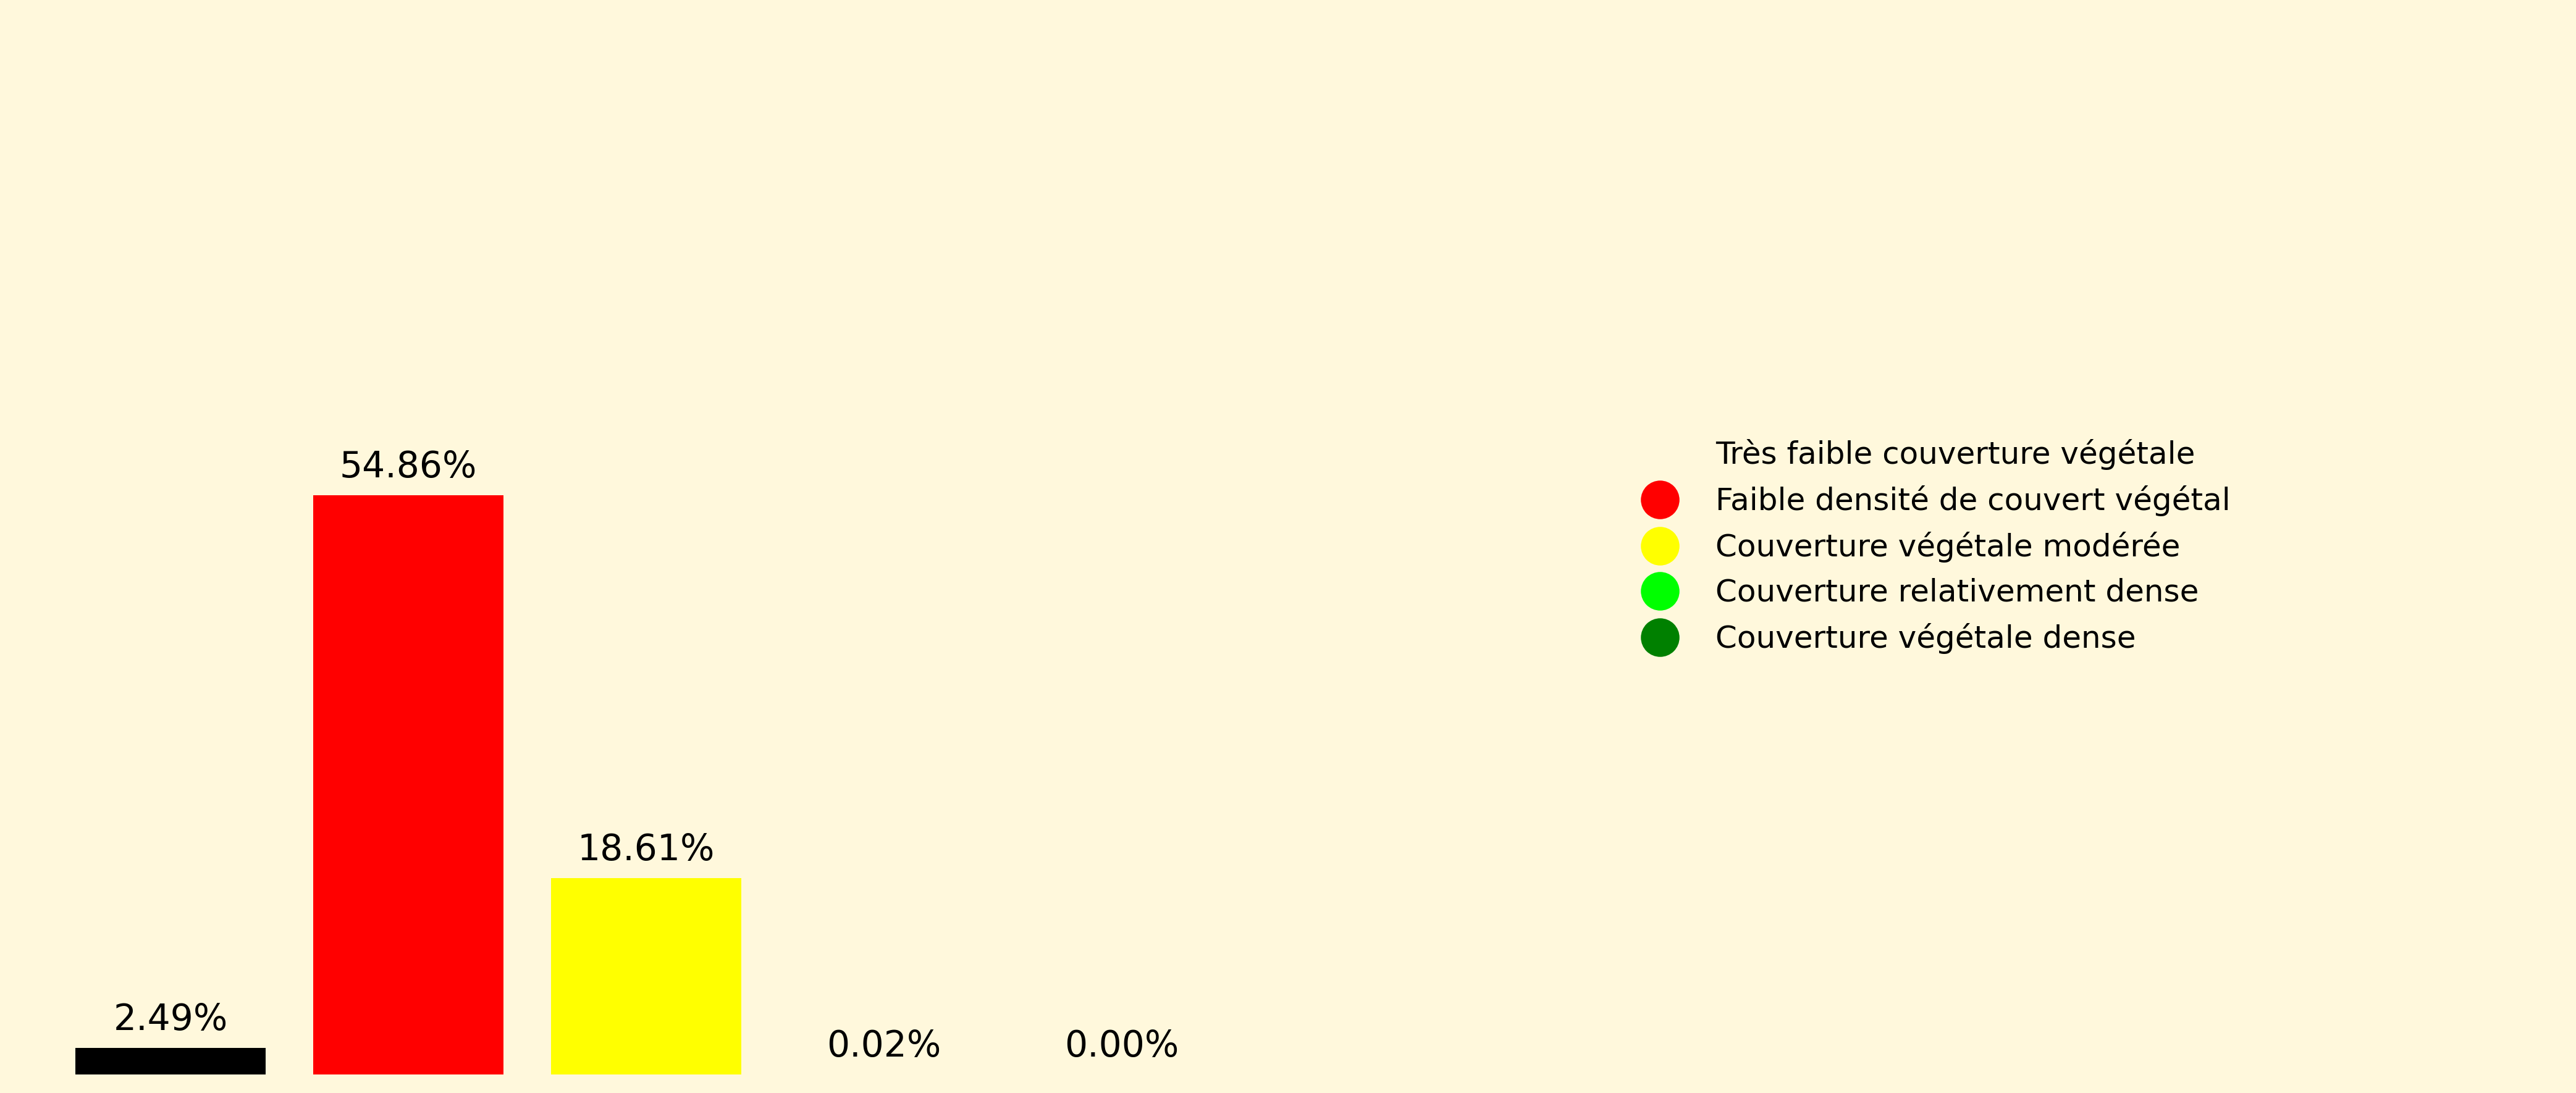 54.86%
18.61%
2.49%
0.02%
0.00%
Très faible couverture végétale
Faible densité de couvert végétal
Couverture végétale modérée
Couverture relativement dense
Couverture végétale dense